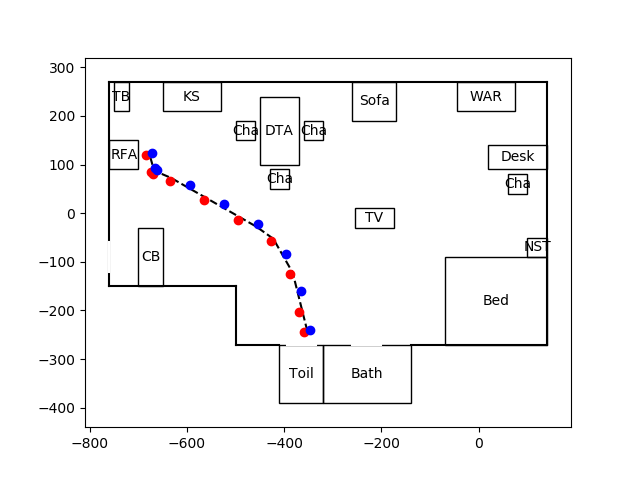 300
200
100
0
−100
−200
−300
−400
−800
−600
−400
−200
0
TB
KS
Sofa
WAR
Cha
DTA
Cha
RFA
Desk
Cha
Cha
TV
CB
NST
Bed
Toil
Bath